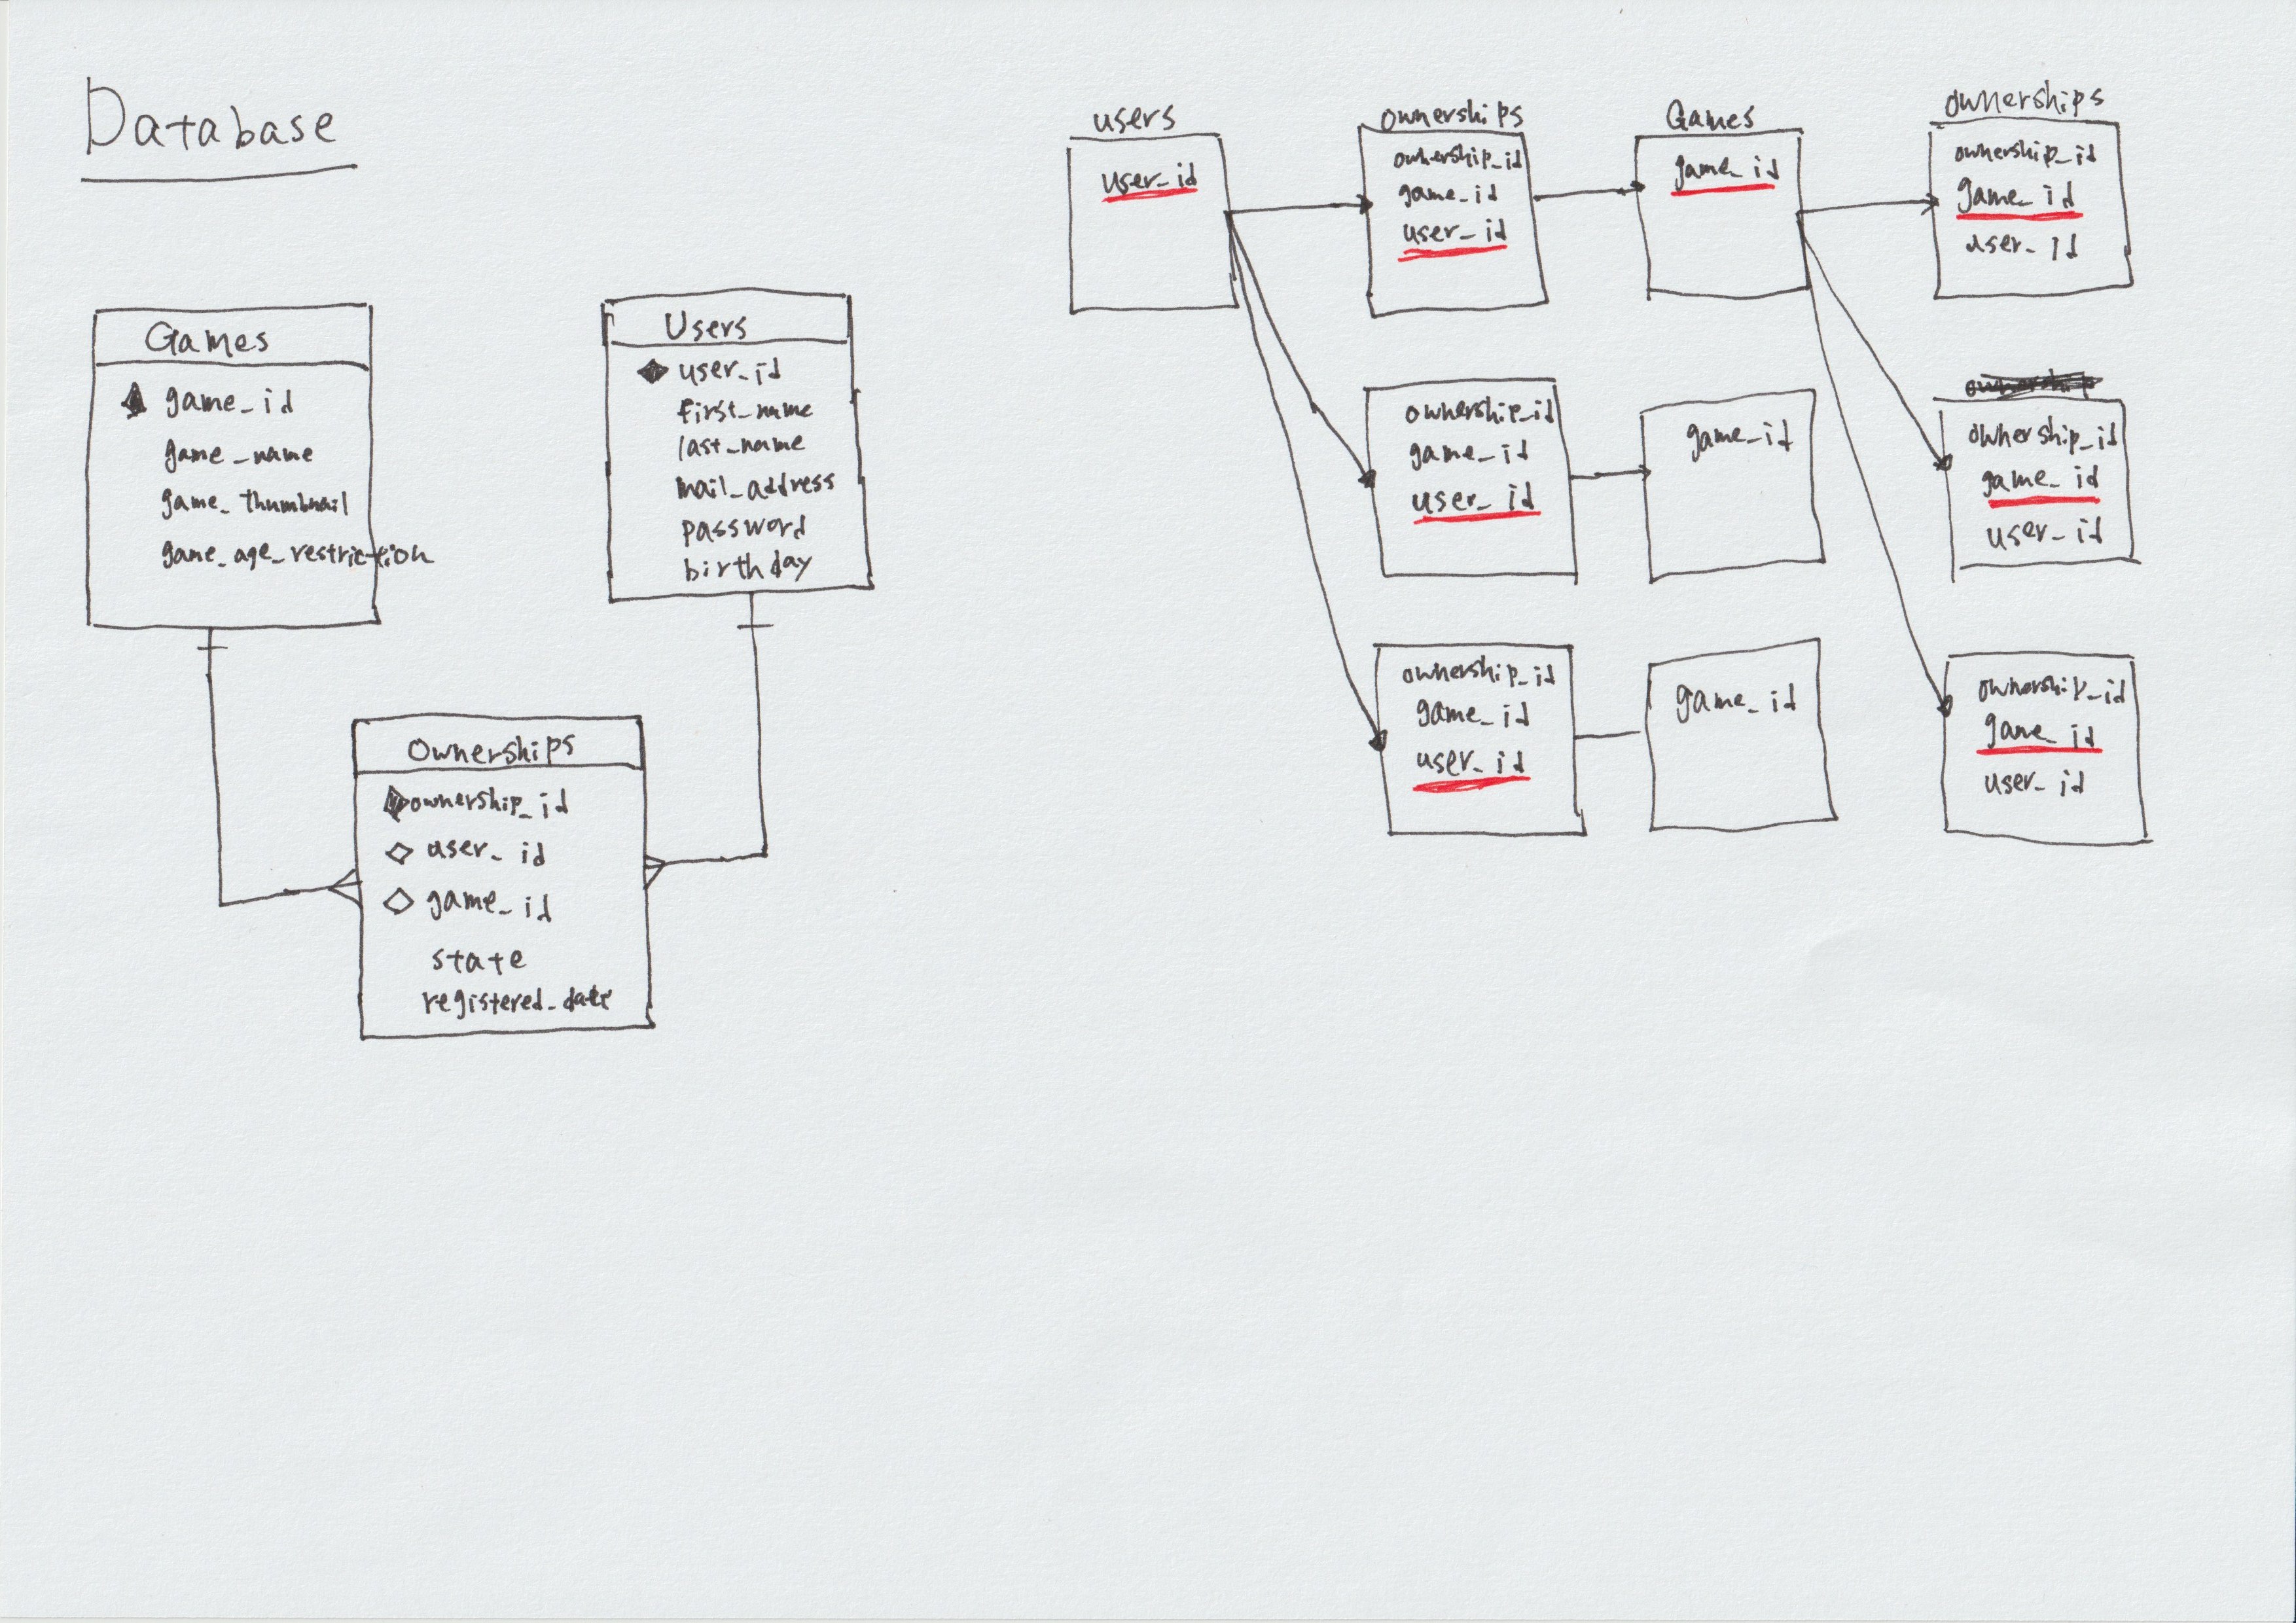 Database
Games
game_id
game_name
game_thumbnail
game_age_restriction
Users
user_id
first_name
last_name
mail_address
password
birthday
Ownerships
ownership_id
user_id
game_id
state
registered_date
users
user_id
ownerships
ownership_id
game_id
user_id
ownership_id
game_id
user_id
ownership_id
game_id
user_id
Games
game_id
game_id
game_id
ownerships
ownership_id
game_id
user_id
ownership
ownership_id
game_id
user_id
ownership_id
game_id
user_id